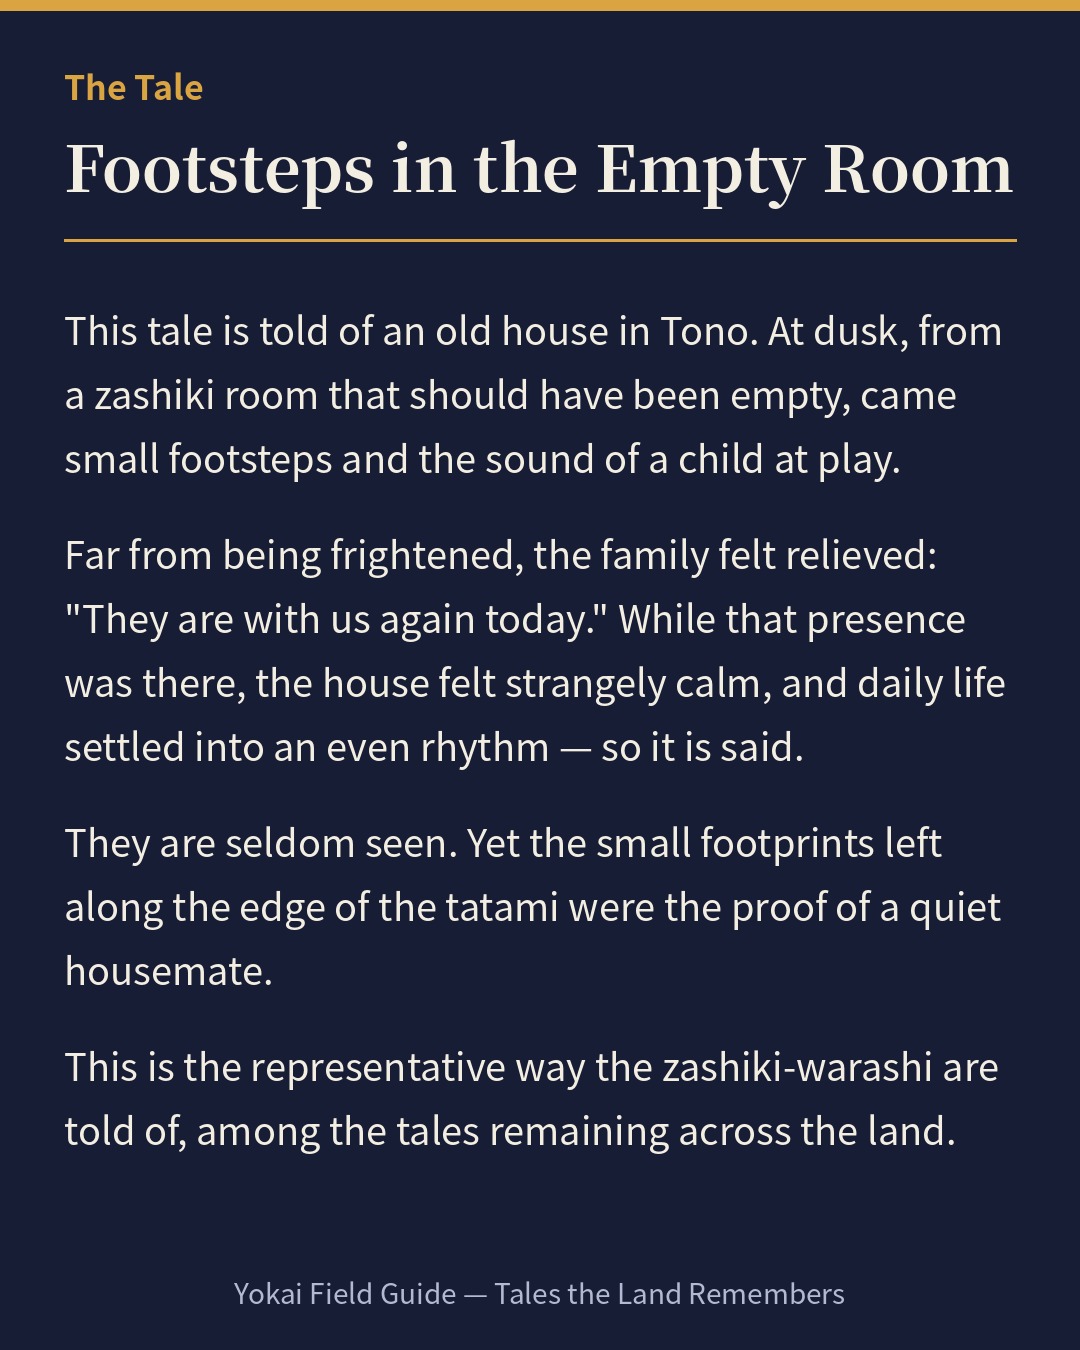 The Tale
Footsteps in the Empty Room
This tale is told of an old house in Tono. At dusk, from
a zashiki room that should have been empty, came
small footsteps and the sound of a child at play.
Far from being frightened, the family felt relieved:
"They are with us again today." While that presence
was there, the house felt strangely calm, and daily life
settled into an even rhythm — so it is said.
They are seldom seen. Yet the small footprints left
along the edge of the tatami were the proof of a quiet
housemate.
This is the representative way the zashiki-warashi are
told of, among the tales remaining across the land.
Yokai Field Guide — Tales the Land Remembers